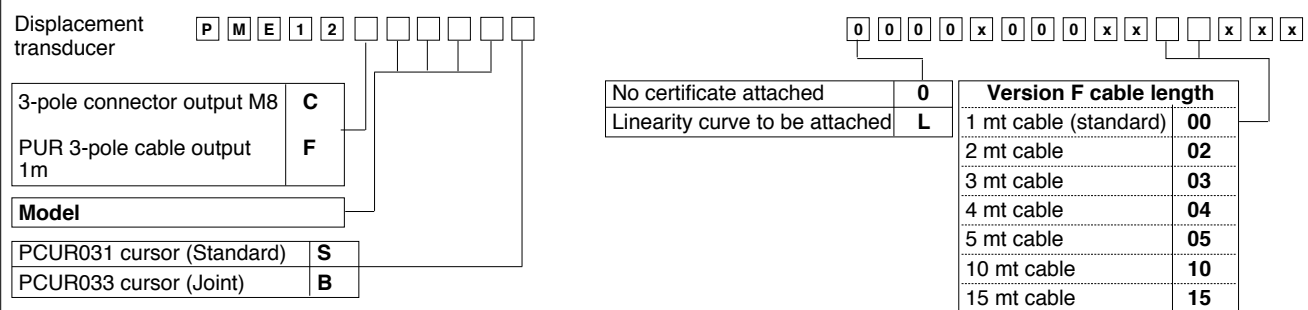 Displacement transducer
P M E 1 2
3-pole connector output M8 C
PUR 3-pole cable output 1m F
Model
PCUR031 cursor (Standard) S
PCUR033 cursor (Joint) B
0 0 0 0 x 0 0 0 x x x x x
No certificate attached 0
Linearity curve to be attached L
Version F cable length
1 mt cable (standard) 00
2 mt cable 02
3 mt cable 03
4 mt cable 04
5 mt cable 05
10 mt cable 10
15 mt cable 15